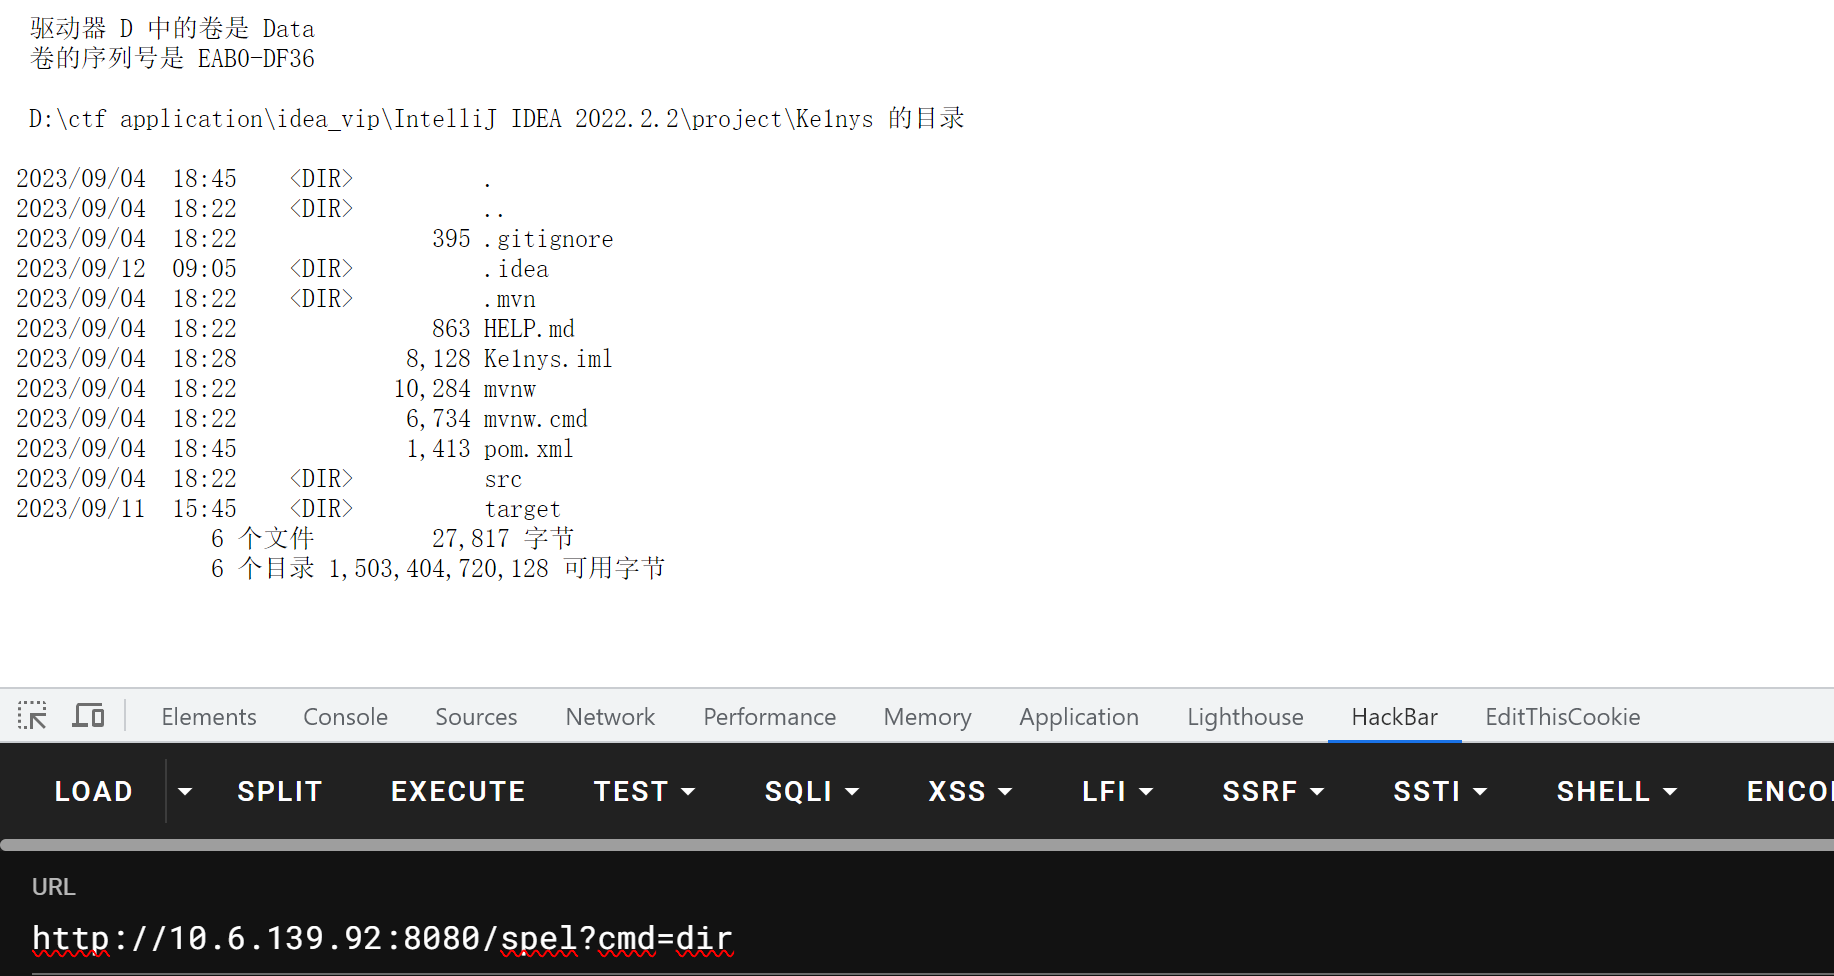 驱动器 D 中的卷是 Data
卷的序列号是 EAB0-DF36
D:\ctf application\idea_vip\IntelliJ IDEA 2022.2.2\project\Kelnys 的目录
2023/09/04  18:45    <DIR>          .
2023/09/04  18:22    <DIR>          ..
2023/09/04  18:22               395 .gitignore
2023/09/12  09:05    <DIR>          .idea
2023/09/04  18:22    <DIR>          .mvn
2023/09/04  18:22               863 HELP.md
2023/09/04  18:28             8,128 Kelnys.iml
2023/09/04  18:22            10,284 mvnw
2023/09/04  18:22             6,734 mvnw.cmd
2023/09/04  18:45             1,413 pom.xml
2023/09/04  18:22    <DIR>          src
2023/09/11  15:45    <DIR>          target
6 个文件         27,817 字节
6 个目录 1,503,404,720,128 可用字节
Elements Console Sources Network Performance Memory Application Lighthouse HackBar EditThisCookie
LOAD SPLIT EXECUTE TEST SQLI XSS LFI SSRF SSTI SHELL ENCO
URL
http://10.6.139.92:8080/spel?cmd=dir